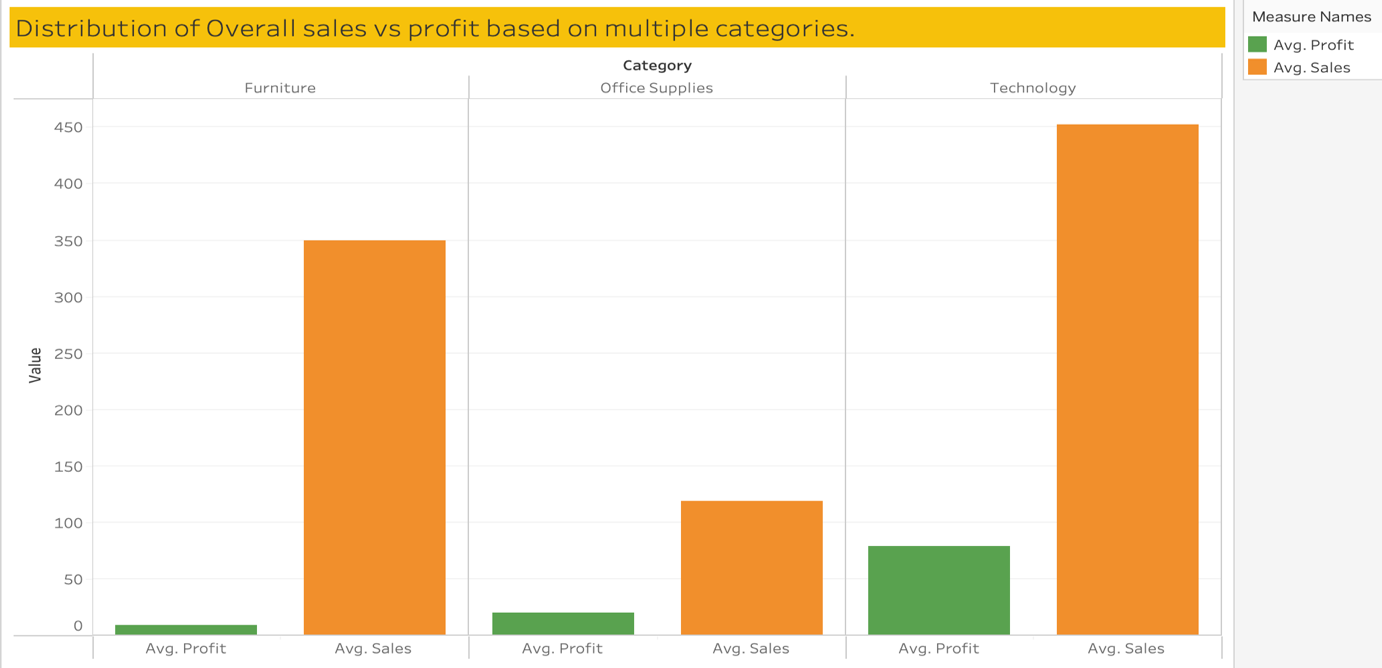 Distribution of Overall sales vs profit based on multiple categories.
Measure Names
Avg. Profit
Avg. Sales
Category
Furniture Office Supplies Technology
450
400
350
300
250
200
150
100
50
0
Value
Avg. Profit Avg. Sales Avg. Profit Avg. Sales Avg. Profit Avg. Sales